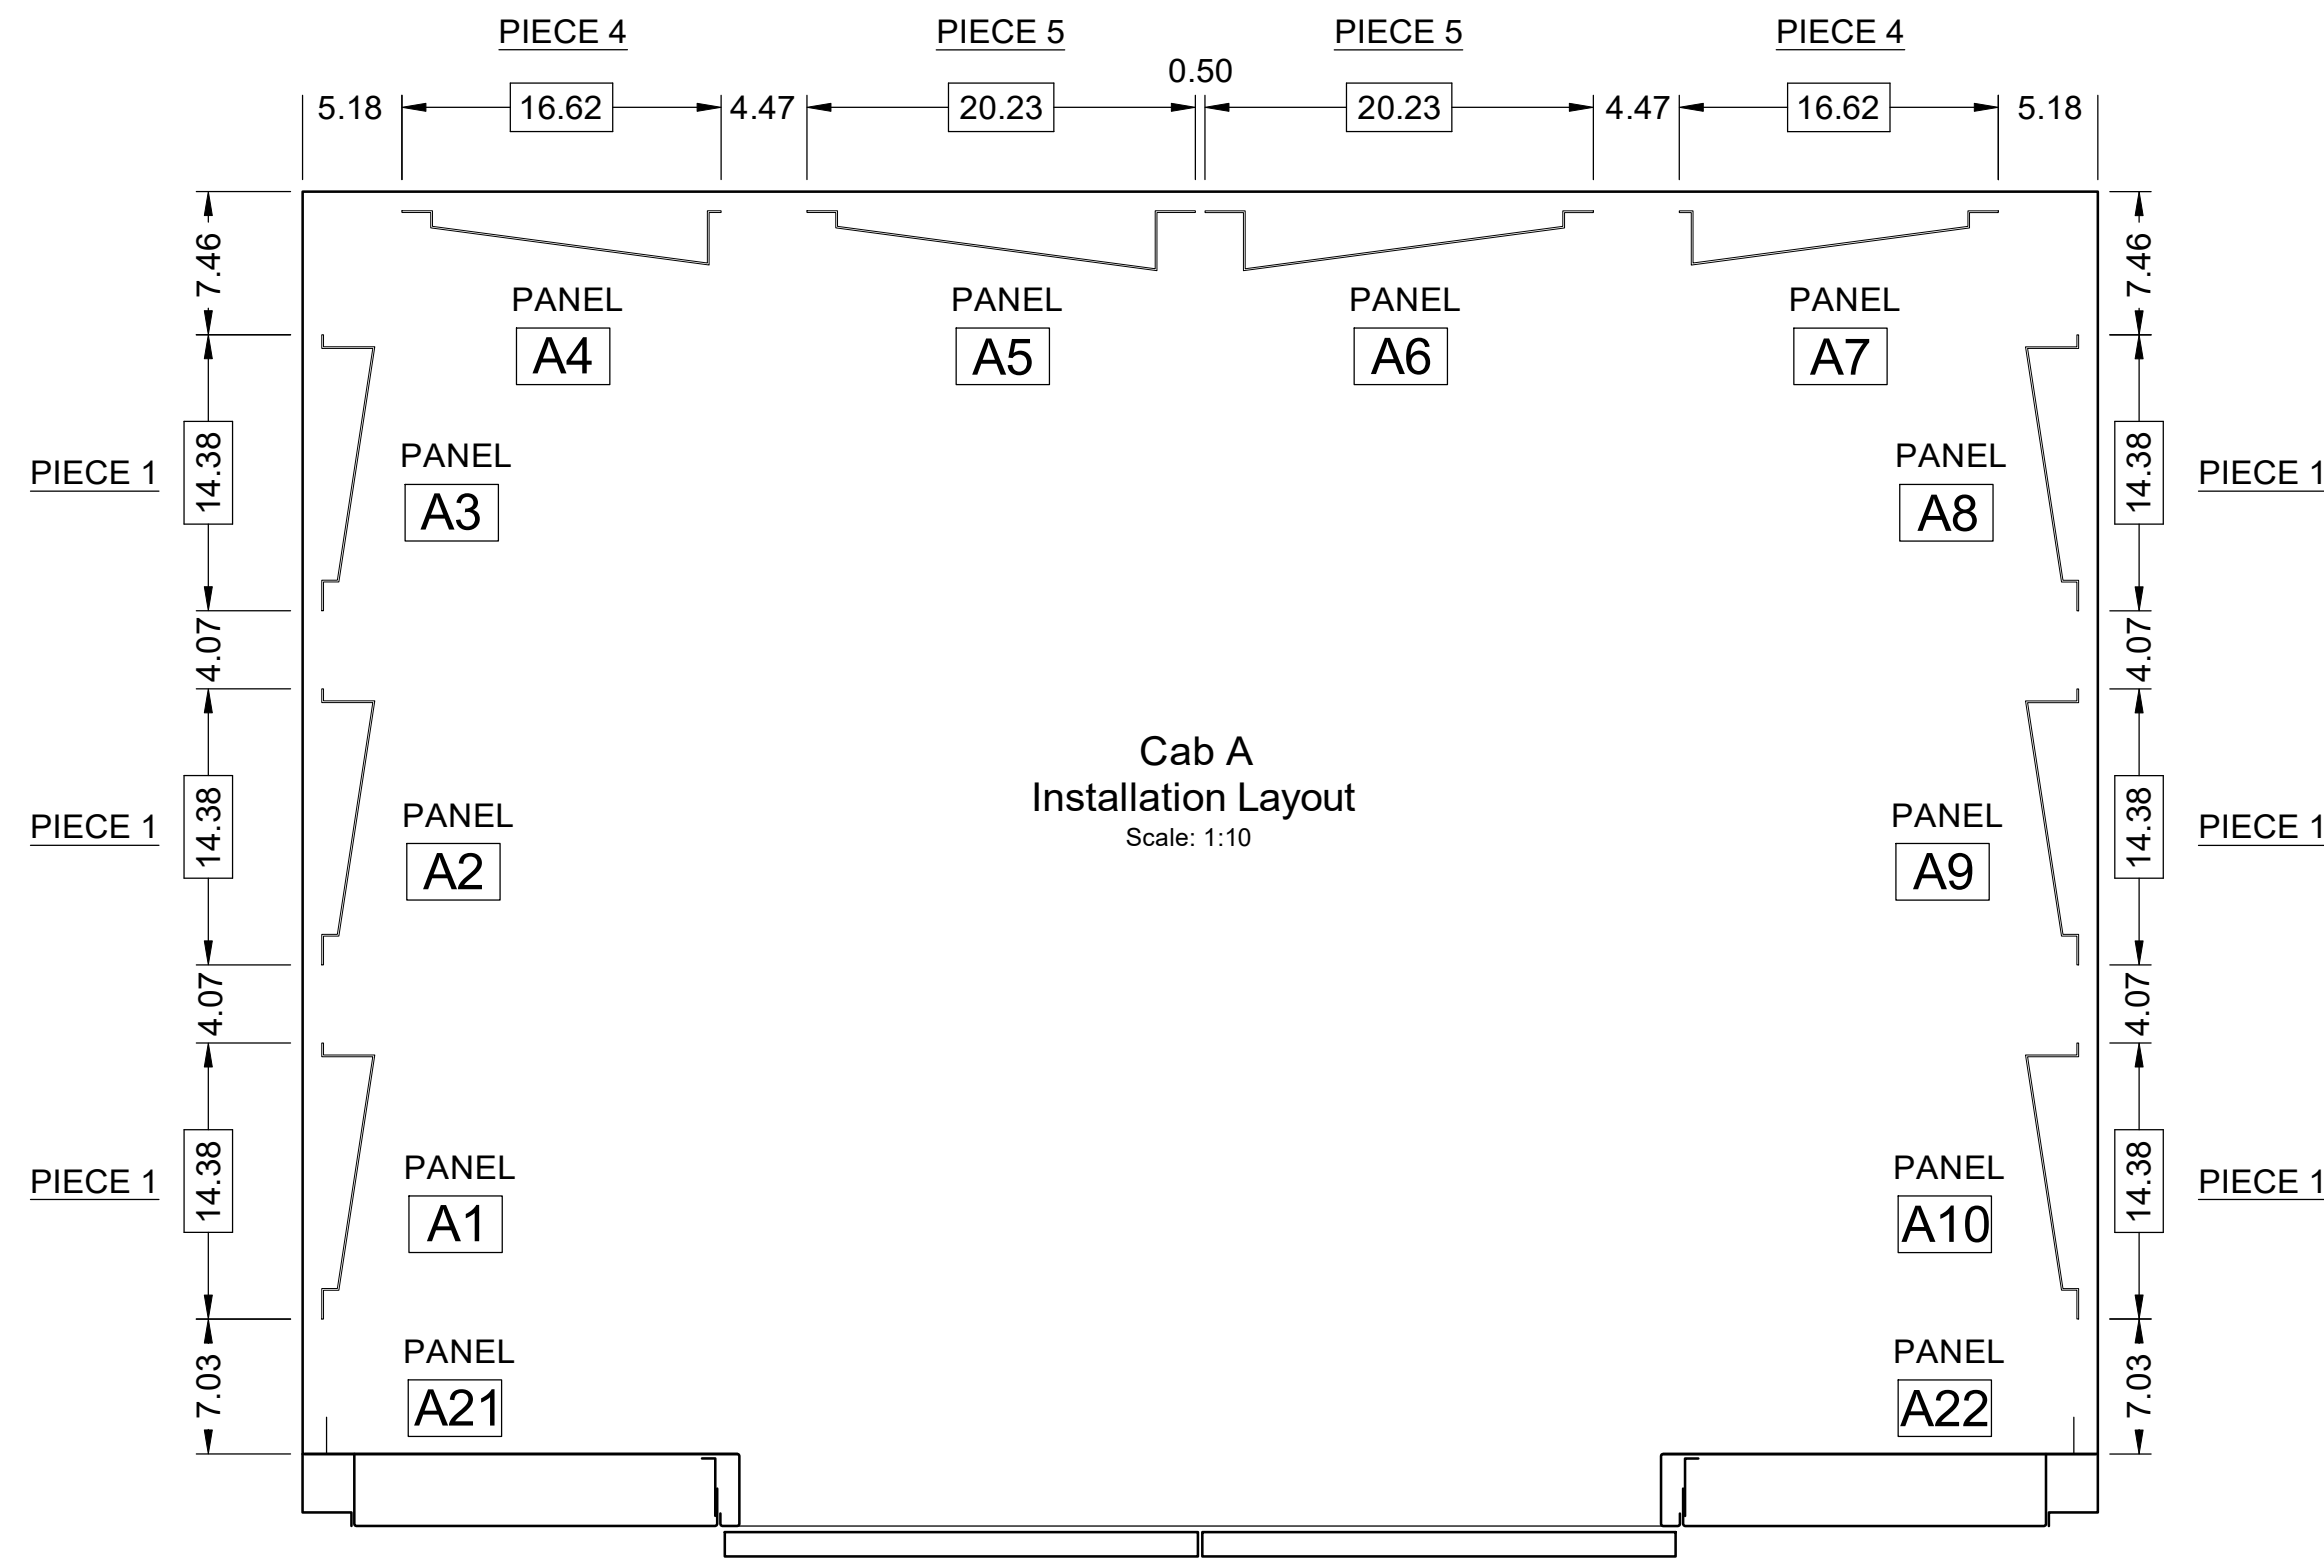 PIECE 4
PIECE 5
PIECE 5
PIECE 4
0.50
5.18
16.62
4.47
20.23
20.23
4.47
16.62
5.18
7.46
7.46
PANEL
A4
PANEL
A5
PANEL
A6
PANEL
A7
PIECE 1
14.38
PANEL
A3
PANEL
A8
14.38
PIECE 1
4.07
4.07
Cab A
Installation Layout
Scale: 1:10
PIECE 1
14.38
PANEL
A2
PANEL
A9
14.38
PIECE 1
4.07
4.07
PIECE 1
14.38
PANEL
A1
PANEL
A10
14.38
PIECE 1
7.03
PANEL
A21
PANEL
A22
7.03